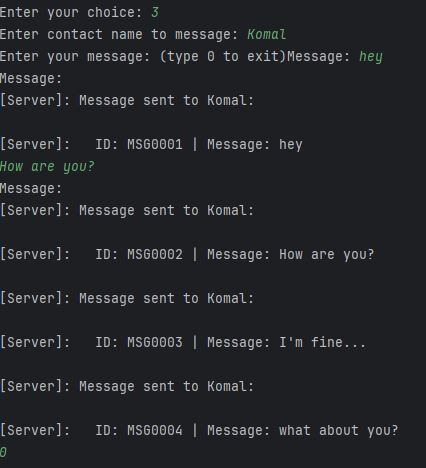 Enter your choice: 3
Enter contact name to message: Komal
Enter your message: (type 0 to exit)Message: hey
Message:
[Server]: Message sent to Komal:
[Server]:   ID: MSG0001 | Message: hey
How are you?
Message:
[Server]: Message sent to Komal:
[Server]:   ID: MSG0002 | Message: How are you?
[Server]: Message sent to Komal:
[Server]:   ID: MSG0003 | Message: I'm fine...
[Server]: Message sent to Komal:
[Server]:   ID: MSG0004 | Message: what about you?
0